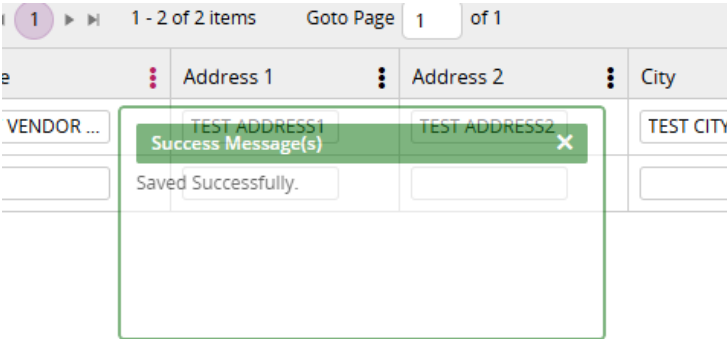 1 1 - 2 of 2 items Goto Page 1 of 1
e Address 1 Address 2 City
VENDOR ... TEST ADDRESS1 TEST ADDRESS2 TEST CITY
Success Message(s)
Saved Successfully.